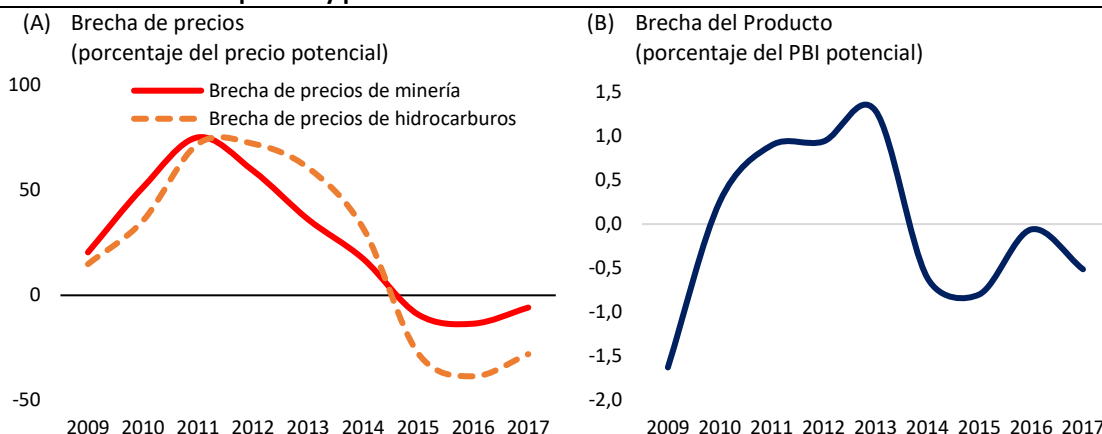 (A) Brecha de precios
(porcentaje del precio potencial)
100
50
0
-50
Brecha de precios de minería
Brecha de precios de hidrocarburos
2009 2010 2011 2012 2013 2014 2015 2016 2017
(B) Brecha del Producto
(porcentaje del PBI potencial)
1,5
1,0
0,5
0,0
-0,5
-1,0
-1,5
-2,0
2009 2010 2011 2012 2013 2014 2015 2016 2017